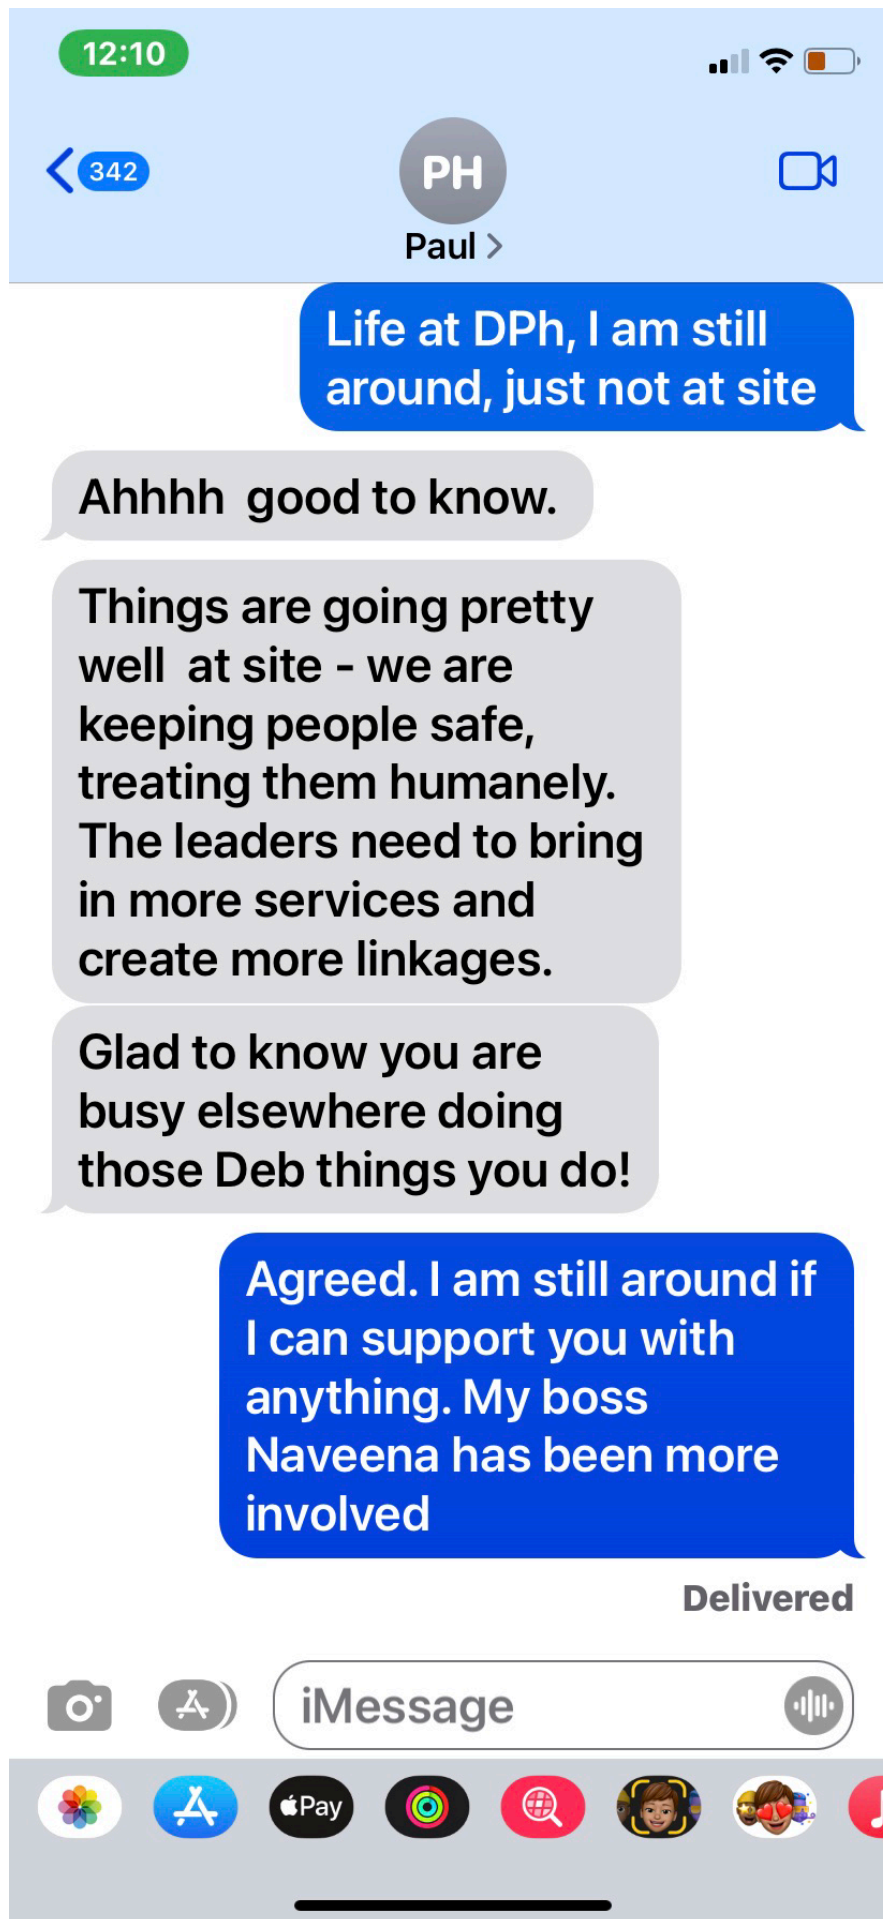 12:10
342
PH
Paul
Life at DPh, I am still
around, just not at site
Ahhhh  good to know.
Things are going pretty
well  at site - we are
keeping people safe,
treating them humanely.
The leaders need to bring
in more services and
create more linkages.
Glad to know you are
busy elsewhere doing
those Deb things you do!
Agreed. I am still around if
I can support you with
anything. My boss
Naveena has been more
involved
Delivered
iMessage
Pay